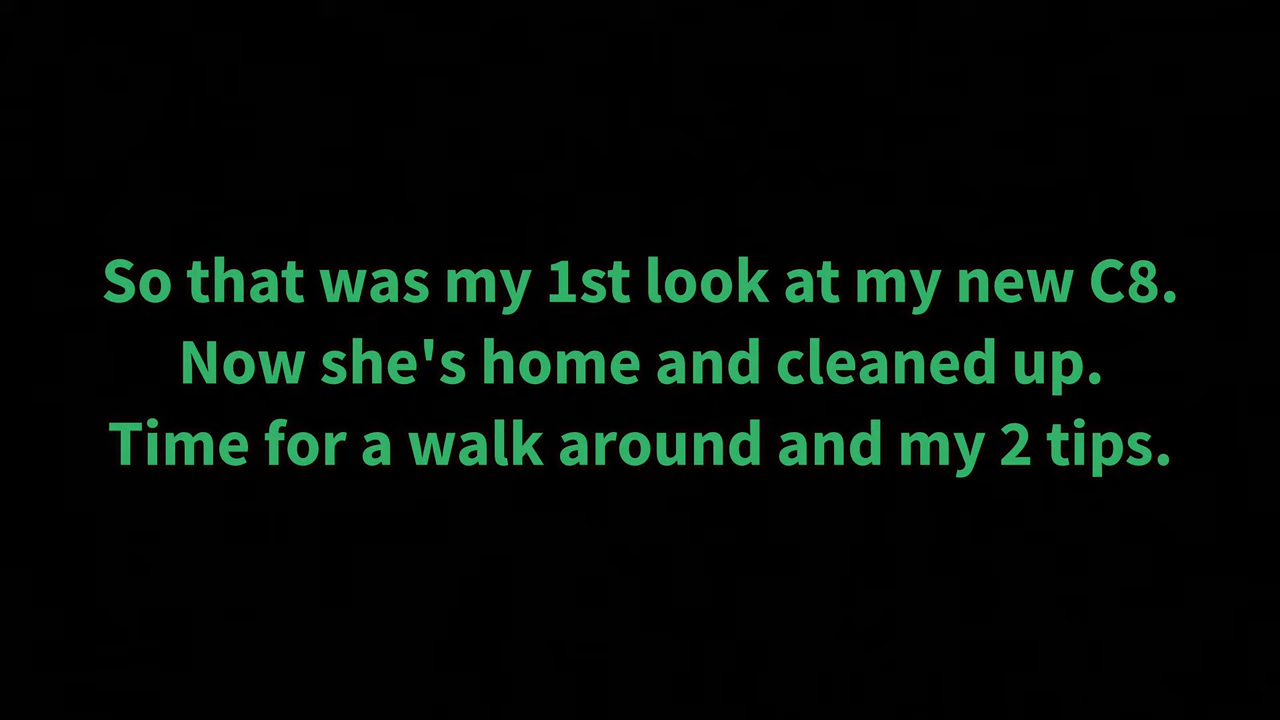 So that was my 1st look at my new C8.
Now she's home and cleaned up.
Time for a walk around and my 2 tips.